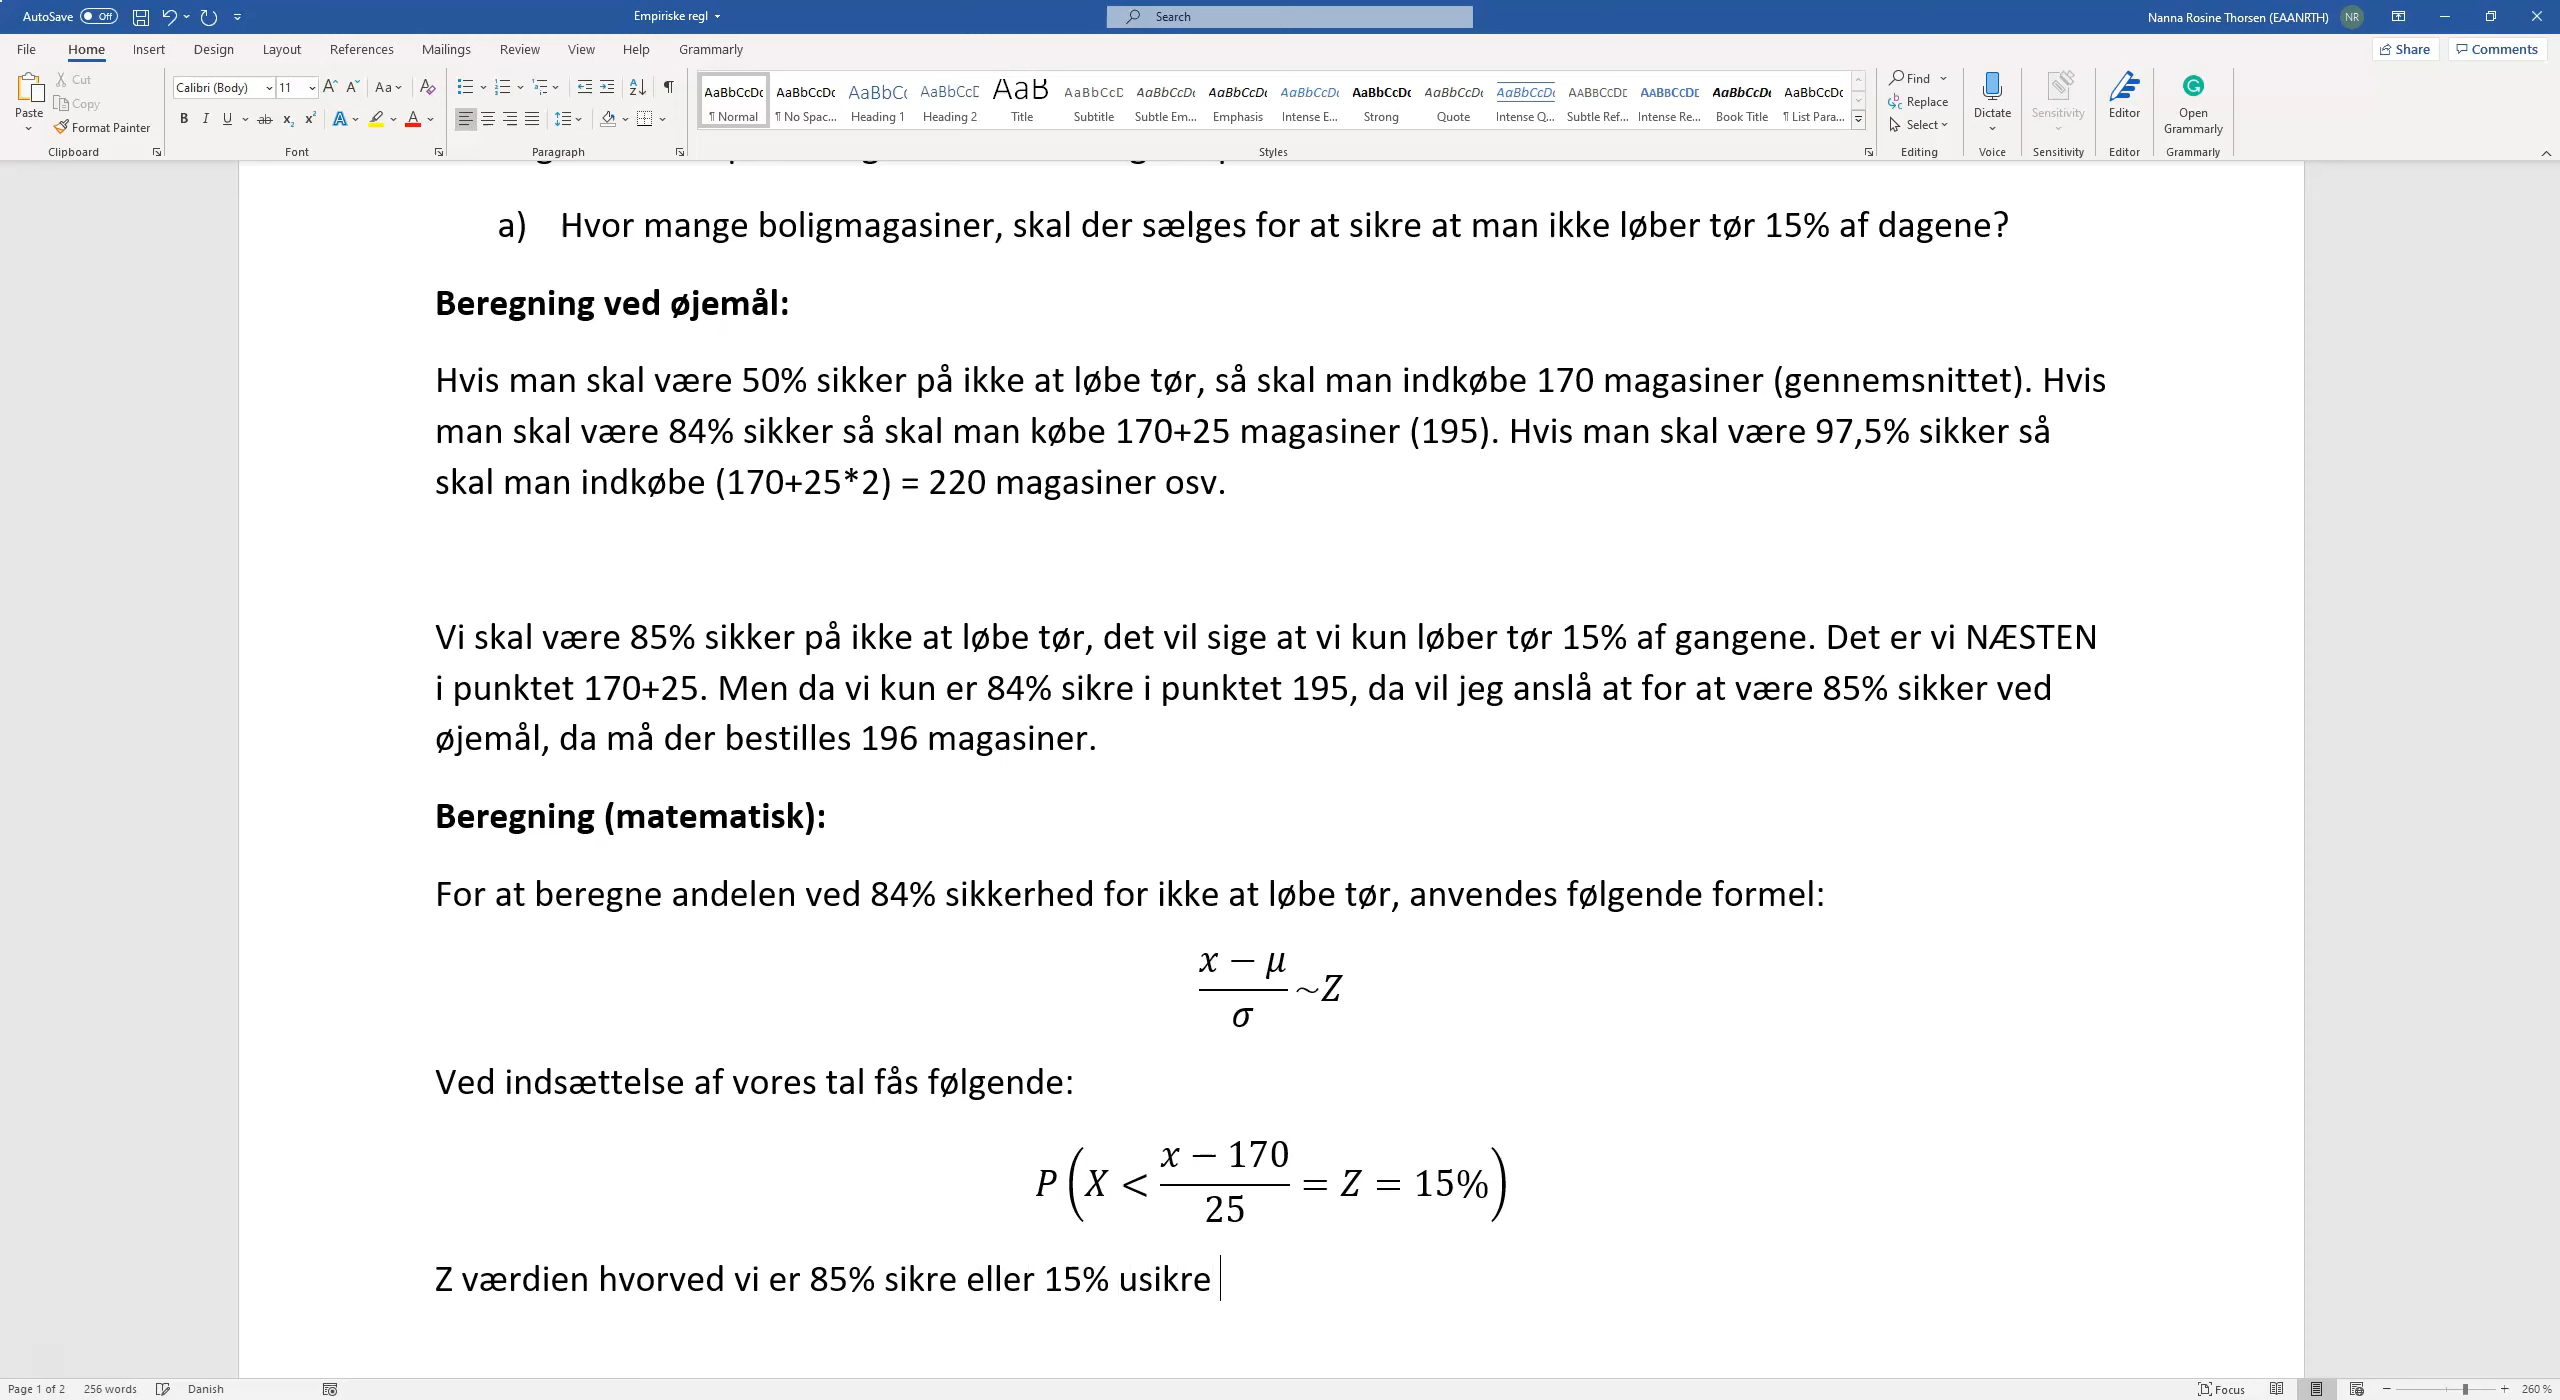 AutoSave Off Empiriske regl Search Nanna Rosine Thorsen (EAANRTH) NR
File Home Insert Design Layout References Mailings Review View Help Grammarly Share Comments
Paste Cut Copy Format Painter Clipboard
Calibri (Body) 11 Font
Paragraph
AaBbCcDc AaBbCcDc AaBbCc AaBbCcD AaB AaBbCcD AaBbCcDc AaBbCcDc AaBbCcDc AaBbCcDc AaBbCcDc AaBbCcDc AaBbCcDc AaBbCcDc AaBbCcDc AaBbCcDc
¶ Normal ¶ No Spac... Heading 1 Heading 2 Title Subtitle Subtle Em... Emphasis Intense E... Strong Quote Intense Q... Subtle Ref... Intense Re... Book Title ¶ List Para...
Styles
Find Replace Select Editing
Dictate Voice
Sensitivity Sensitivity
Editor Editor
Open Grammarly Grammarly
a) Hvor mange boligmagasiner, skal der sælges for at sikre at man ikke løber tør 15% af dagene?
Beregning ved øjemål:
Hvis man skal være 50% sikker på ikke at løbe tør, så skal man indkøbe 170 magasiner (gennemsnittet). Hvis
man skal være 84% sikker så skal man købe 170+25 magasiner (195). Hvis man skal være 97,5% sikker så
skal man indkøbe (170+25*2) = 220 magasiner osv.
Vi skal være 85% sikker på ikke at løbe tør, det vil sige at vi kun løber tør 15% af gangene. Det er vi NÆSTEN
i punktet 170+25. Men da vi kun er 84% sikre i punktet 195, da vil jeg anslå at for at være 85% sikker ved
øjemål, da må der bestilles 196 magasiner.
Beregning (matematisk):
For at beregne andelen ved 84% sikkerhed for ikke at løbe tør, anvendes følgende formel:
x − μ
~Z
σ
Ved indsættelse af vores tal fås følgende:
x − 170
P(X < = Z = 15%)
25
Z værdien hvorved vi er 85% sikre eller 15% usikre
Page 1 of 2 256 words Danish Focus 260 %